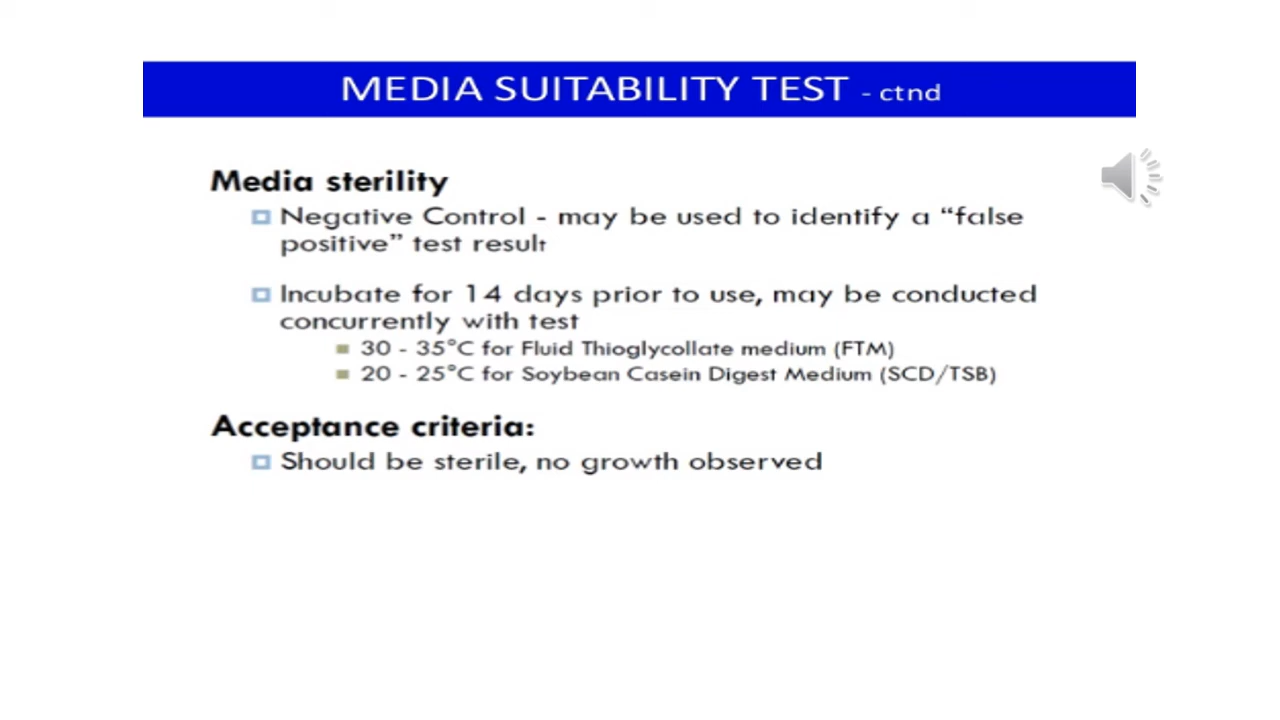 MEDIA SUITABILITY TEST - ctnd
Media sterility
Negative Control - may be used to identify a “false
positive” test result
Incubate for 14 days prior to use, may be conducted
concurrently with test
30 - 35°C for Fluid Thioglycollate medium (FTM)
20 - 25°C for Soybean Casein Digest Medium (SCD/TSB)
Acceptance criteria:
Should be sterile, no growth observed